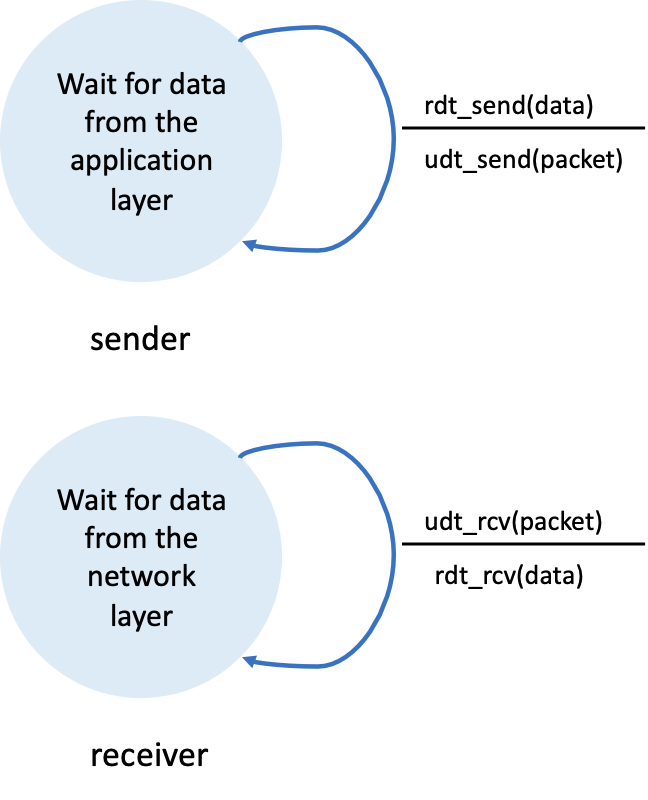 Wait for data
from the
application
layer
rdt_send(data)
udt_send(packet)
sender
Wait for data
from the
network
layer
udt_rcv(packet)
rdt_rcv(data)
receiver